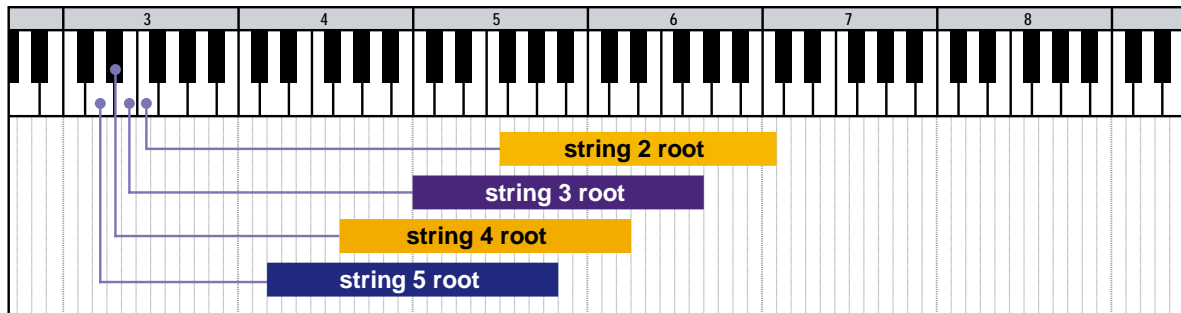 3 4 5 6 7 8
string 2 root
string 3 root
string 4 root
string 5 root